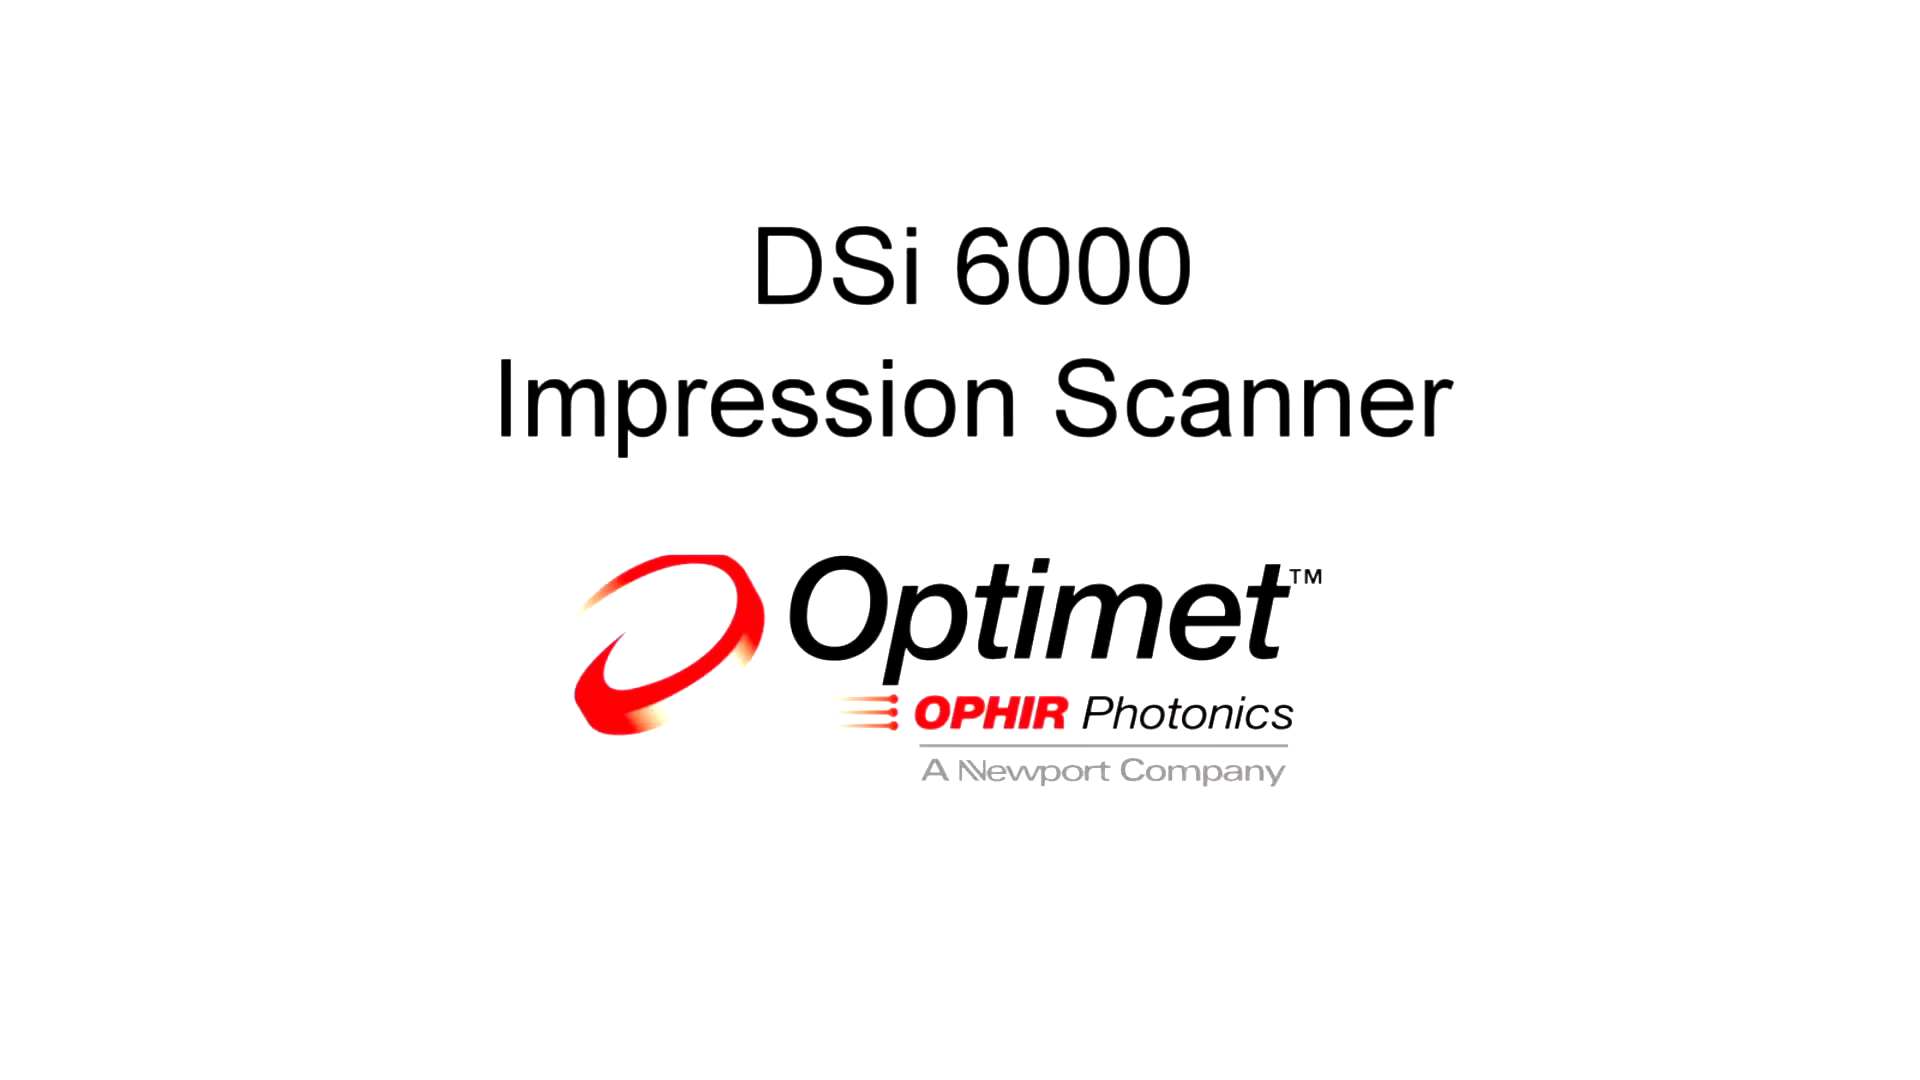 DSi 6000
Impression Scanner
Optimet™
OPHIR Photonics
A Newport Company